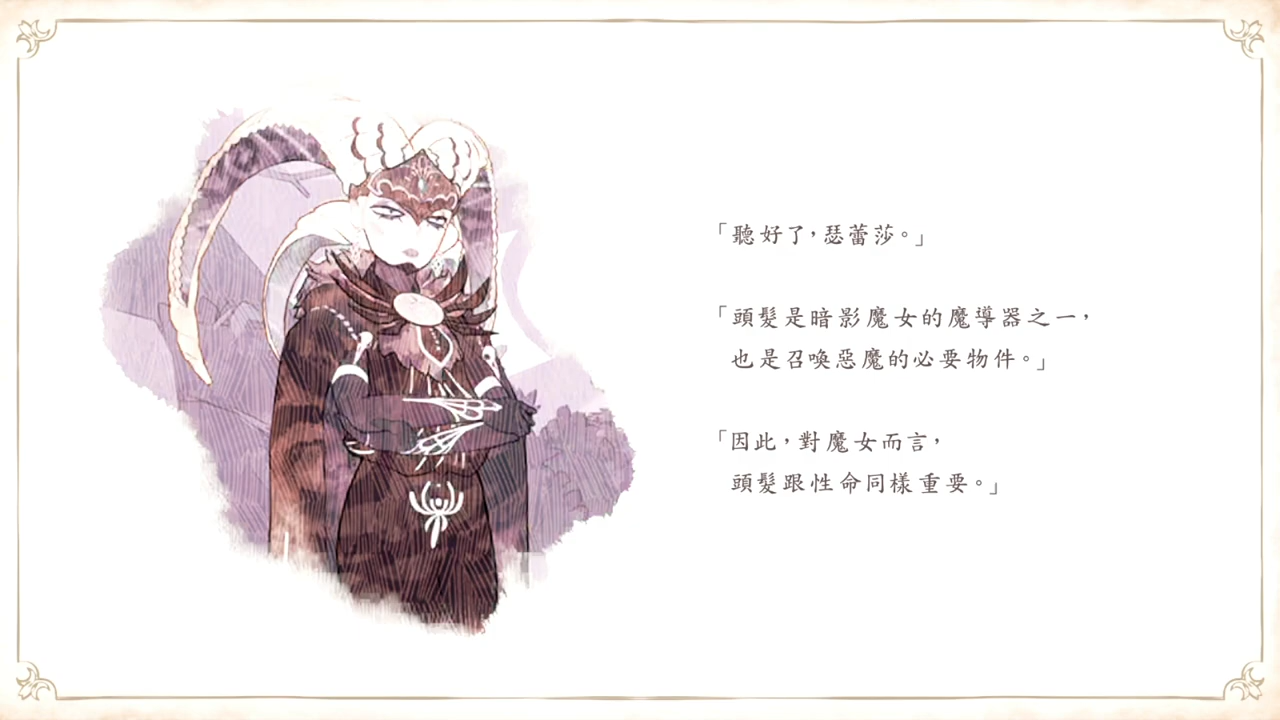 「聽好了，瑟蕾莎。」
「頭髮是暗影魔女的魔導器之一，
也是召喚惡魔的必要物件。」
「因此，對魔女而言，
頭髮跟性命同樣重要。」